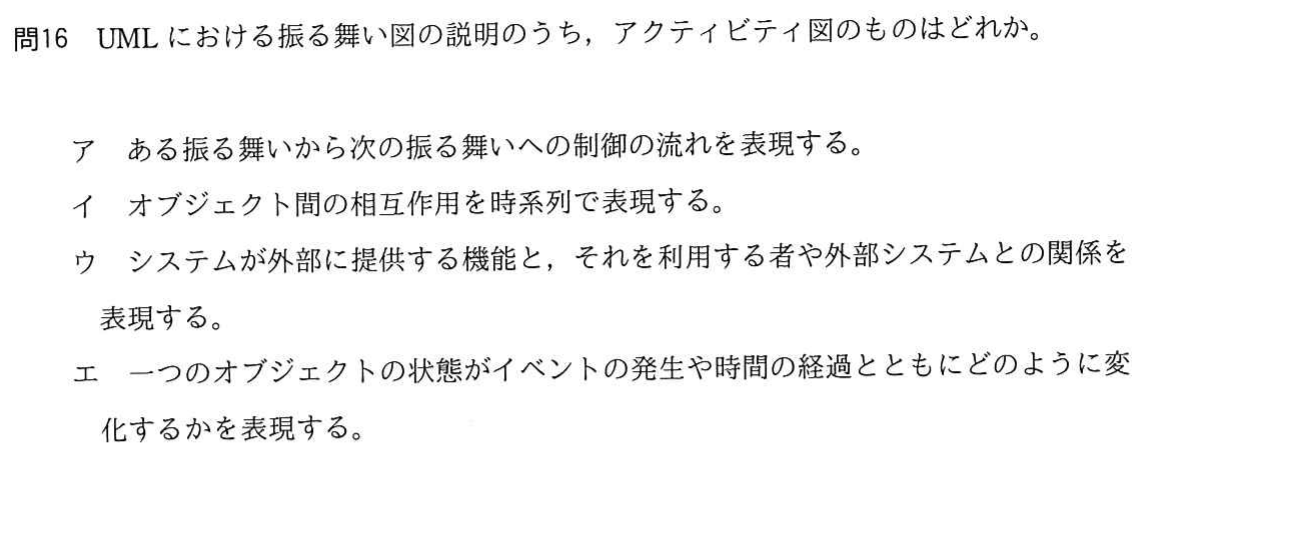 問16 UML における振る舞い図の説明のうち，アクティビティ図のものはどれか。
ア ある振る舞いから次の振る舞いへの制御の流れを表現する。
イ オブジェクト間の相互作用を時系列で表現する。
ウ システムが外部に提供する機能と，それを利用する者や外部システムとの関係を
表現する。
エ 一つのオブジェクトの状態がイベントの発生や時間の経過とともにどのように変
化するかを表現する。